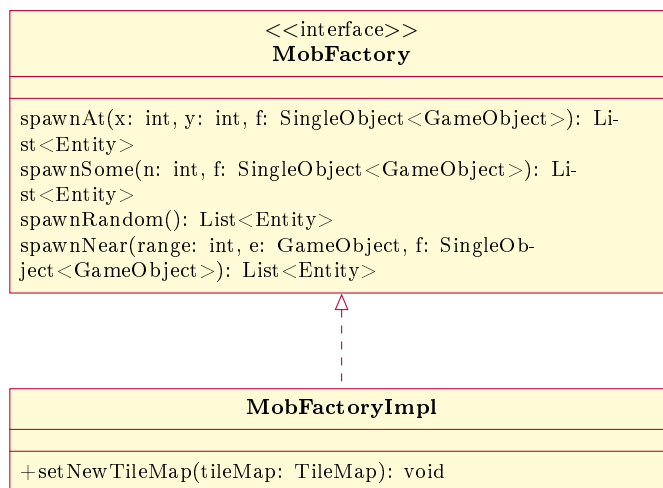 <<interface>>
MobFactory
spawnAt(x: int, y: int, f: SingleObject<GameObject>): Li-
st<Entity>
spawnSome(n: int, f: SingleObject<GameObject>): Li-
st<Entity>
spawnRandom(): List<Entity>
spawnNear(range: int, e: GameObject, f: SingleOb-
ject<GameObject>): List<Entity>
MobFactoryImpl
+setNewTileMap(tileMap: TileMap): void